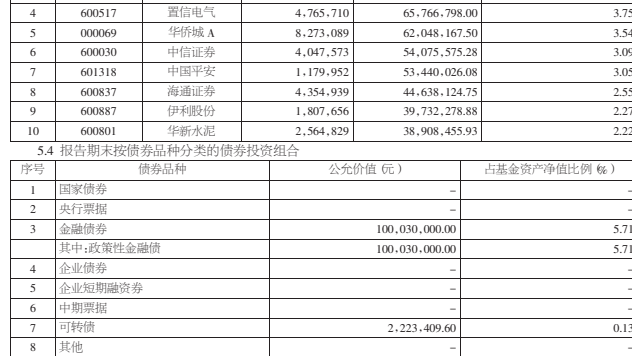 4 600517 置信电气 4,765,710 65,766,798.00 3.75
5 000069 华侨城 A 8,273,089 62,048,167.50 3.54
6 600030 中信证券 4,047,573 54,075,575.28 3.09
7 601318 中国平安 1,179,952 53,440,026.08 3.05
8 600837 海通证券 4,354,939 44,638,124.75 2.55
9 600887 伊利股份 1,807,656 39,732,278.88 2.27
10 600801 华新水泥 2,564,829 38,908,455.93 2.22
5.4 报告期末按债券品种分类的债券投资组合
序号 债券品种 公允价值（元） 占基金资产净值比例（%）
1 国家债券 – –
2 央行票据 – –
3 金融债券 100,030,000.00 5.71
其中:政策性金融债 100,030,000.00 5.71
4 企业债券 – –
5 企业短期融资券 – –
6 中期票据 – –
7 可转债 2,223,409.60 0.13
8 其他 – –